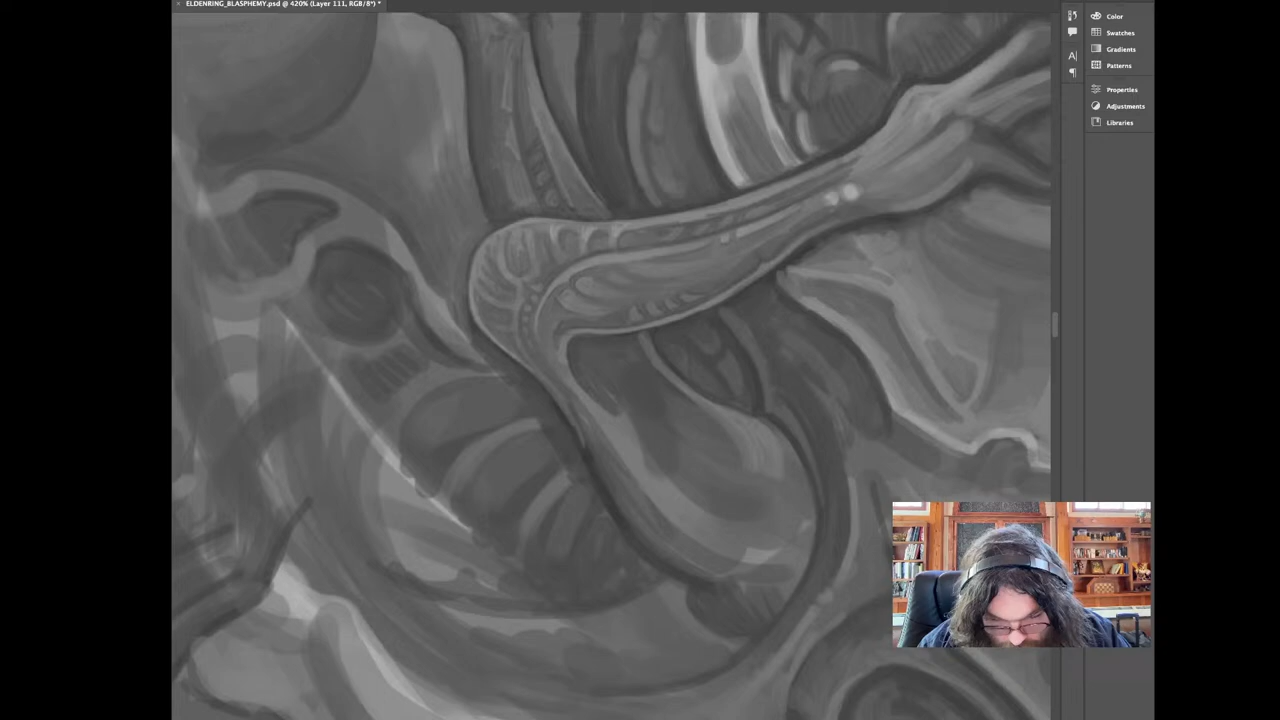 × ELDENRING_BLASPHEMY.psd @ 420% (Layer 111, RGB/8*) *
Color
Swatches
Gradients
Patterns
Properties
Adjustments
Libraries